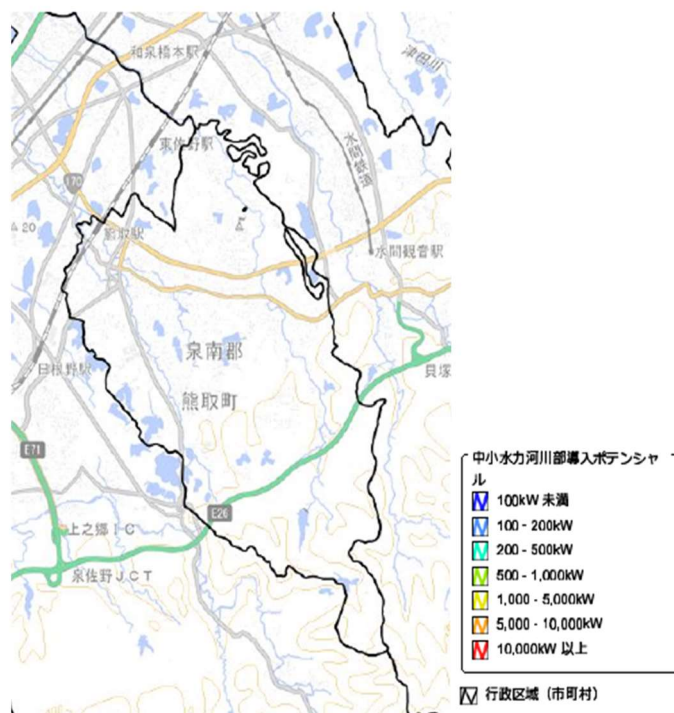 和泉橋本駅
津田川
東佐野駅
水間鉄道
170
熊取駅
水間観音駅
泉南郡
日根野駅
熊取町
貝塚
E71
E26
上之郷IC
泉佐野JCT
中小水力河川部導入ポテンシャ
ル
100kW 未満
100 - 200kW
200 - 500kW
500 - 1,000kW
1,000 - 5,000kW
5,000 - 10,000kW
10,000kW 以上
行政区域（市町村）